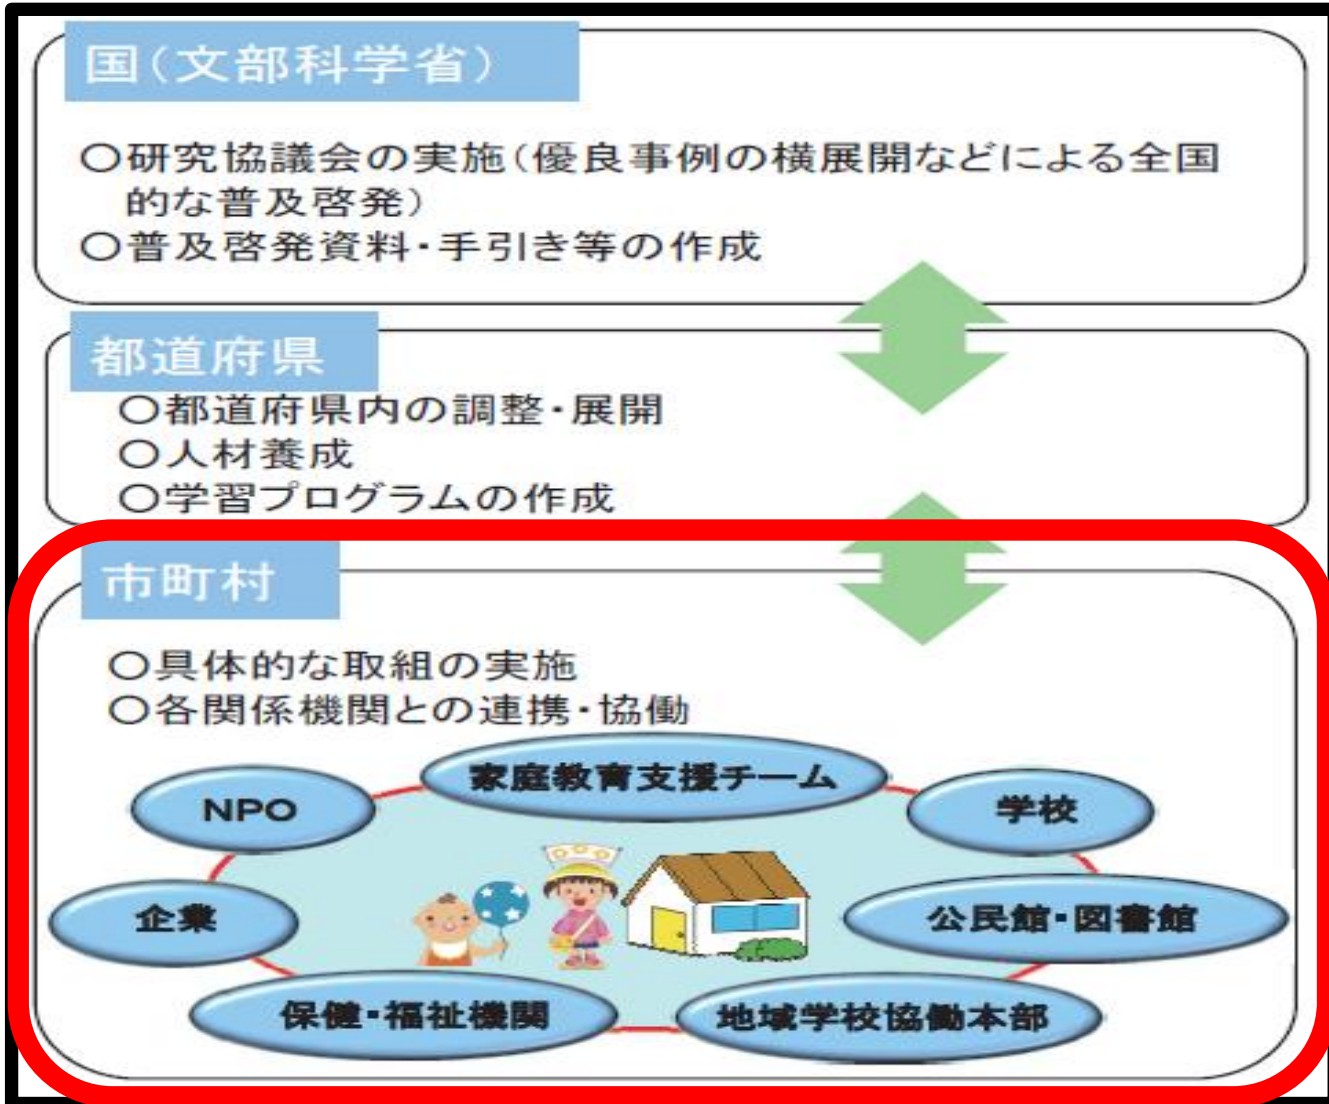 国(文部科学省)
○研究協議会の実施(優良事例の横展開などによる全国
的な普及啓発)
○普及啓発資料・手引き等の作成
都道府県
○都道府県内の調整・展開
○人材養成
○学習プログラムの作成
市町村
○具体的な取組の実施
○各関係機関との連携・協働
家庭教育支援チーム
NPO
学校
企業
公民館・図書館
保健・福祉機関
地域学校協働本部